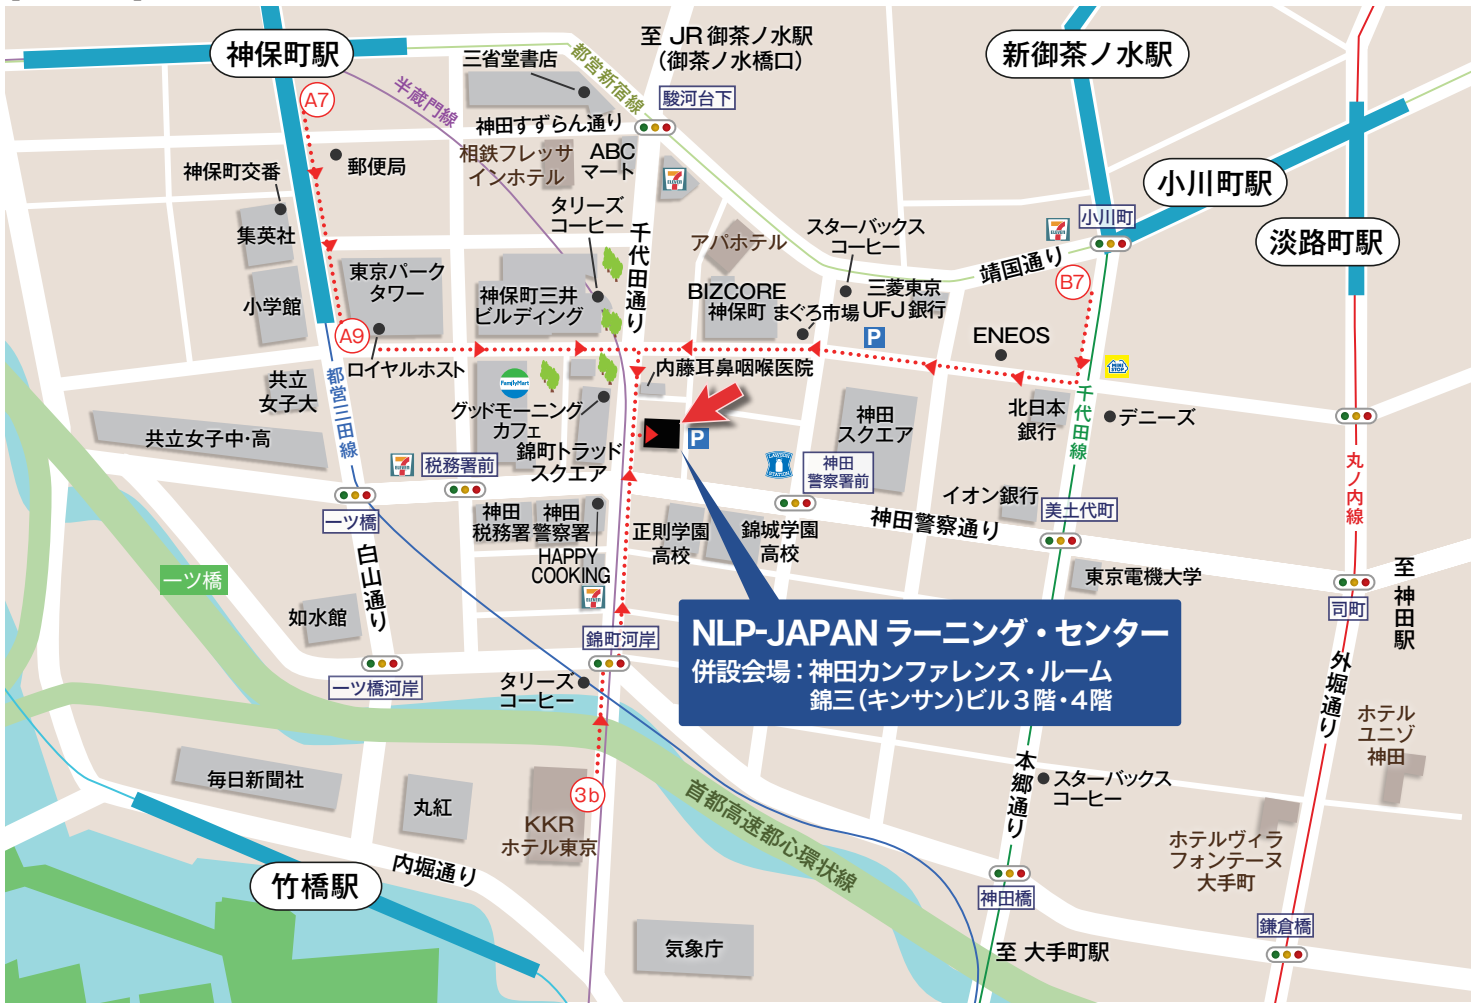 神保町駅
至 JR 御茶ノ水駅
(御茶ノ水橋口)
新御茶ノ水駅
三省堂書店
都営新宿線
半蔵門線
A7
駿河台下
神田すずらん通り
相鉄フレッサ
インホテル
ABC
マート
郵便局
神保町交番
集英社
小川町駅
タリーズ
コーヒー
千代田通り
アパホテル
スターバックス
コーヒー
小川町
淡路町駅
靖国通り
B7
東京パーク
タワー
小学館
神保町三井
ビルディング
BIZCORE
神保町
まぐろ市場
三菱東京
UFJ 銀行
P
ENEOS
A9
ロイヤルホスト
内藤耳鼻咽喉医院
共立
女子大
都営三田線
FamilyMart
グッドモーニング
カフェ
錦町トラッド
スクエア
P
神田
スクエア
北日本
銀行
MINI
STOP
デニーズ
千代田線
共立女子中・高
税務署前
LAWSON
STATION
神田
警察署前
丸ノ内線
イオン銀行
美土代町
一ツ橋
神田
税務署
神田
警察署
HAPPY
COOKING
正則学園
高校
錦城学園
高校
神田警察通り
東京電機大学
白山通り
一ツ橋
如水館
司町
至 神田駅
錦町河岸
NLP-JAPAN ラーニング・センター
併設会場：神田カンファレンス・ルーム
錦三(キンサン)ビル3階・4階
一ツ橋河岸
タリーズ
コーヒー
外堀通り
ホテル
ユニゾ
神田
毎日新聞社
丸紅
3b
KKR
ホテル東京
首都高速都心環状線
本郷通り
スターバックス
コーヒー
ホテルヴィラ
フォンテーヌ
大手町
竹橋駅
内堀通り
神田橋
鎌倉橋
気象庁
至 大手町駅